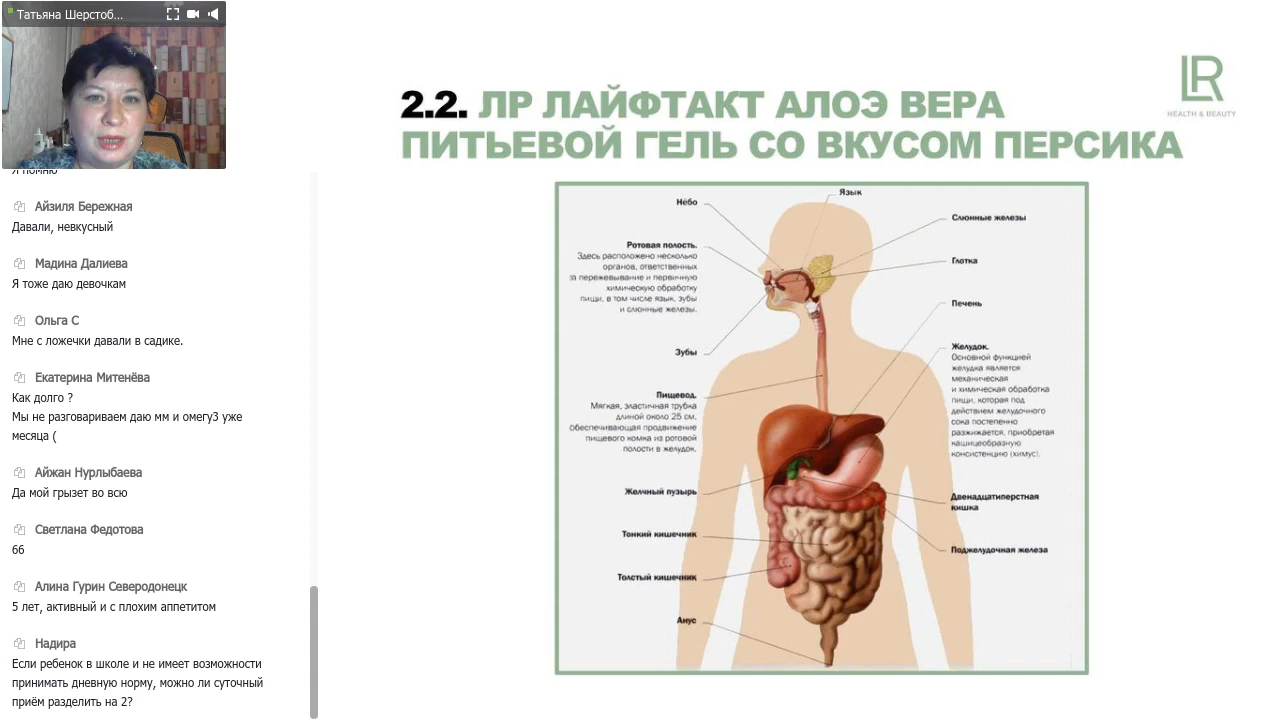 Татьяна Шерстоб...
Я помню
Айзиля Бережная
Давали, невкусный
Мадина Далиева
Я тоже даю девочкам
Ольга С
Мне с ложечки давали в садике.
Екатерина Митенёва
Как долго ?
Мы не разговариваем даю мм и омегу3 уже
месяца (
Айжан Нурлыбаева
Да мой грызет во всю
Светлана Федотова
66
Алина Гурин Северодонецк
5 лет, активный и с плохим аппетитом
Надира
Если ребенок в школе и не имеет возможности
принимать дневную норму, можно ли суточный
приём разделить на 2?
LR
HEALTH & BEAUTY
2.2. ЛР ЛАЙФТАКТ АЛОЭ ВЕРА
ПИТЬЕВОЙ ГЕЛЬ СО ВКУСОМ ПЕРСИКА
Нёбо
Ротовая полость.
Здесь расположено несколько
органов, ответственных
за пережевывание и первичную
химическую обработку
пищи, в том числе язык, зубы
и слюнные железы.
Зубы
Пищевод.
Мягкая, эластичная трубка
длиной около 25 см,
обеспечивающая продвижение
пищевого комка из ротовой
полости в желудок.
Желчный пузырь
Тонкий кишечник
Толстый кишечник
Анус
Язык
Слюнные железы
Глотка
Печень
Желудок.
Основной функцией
желудка является
механическая
и химическая обработка
пищи, которая под
действием желудочного
сока постепенно
разжижается, приобретая
кашицеобразную
консистенцию (химус).
Двенадцатиперстная
кишка
Поджелудочная железа